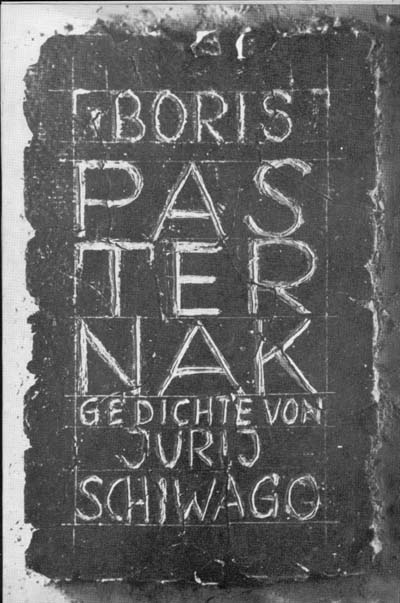 BORIS
PAS
TER
NAK
GEDICHTE VON
JURIJ
SCHIWAGO